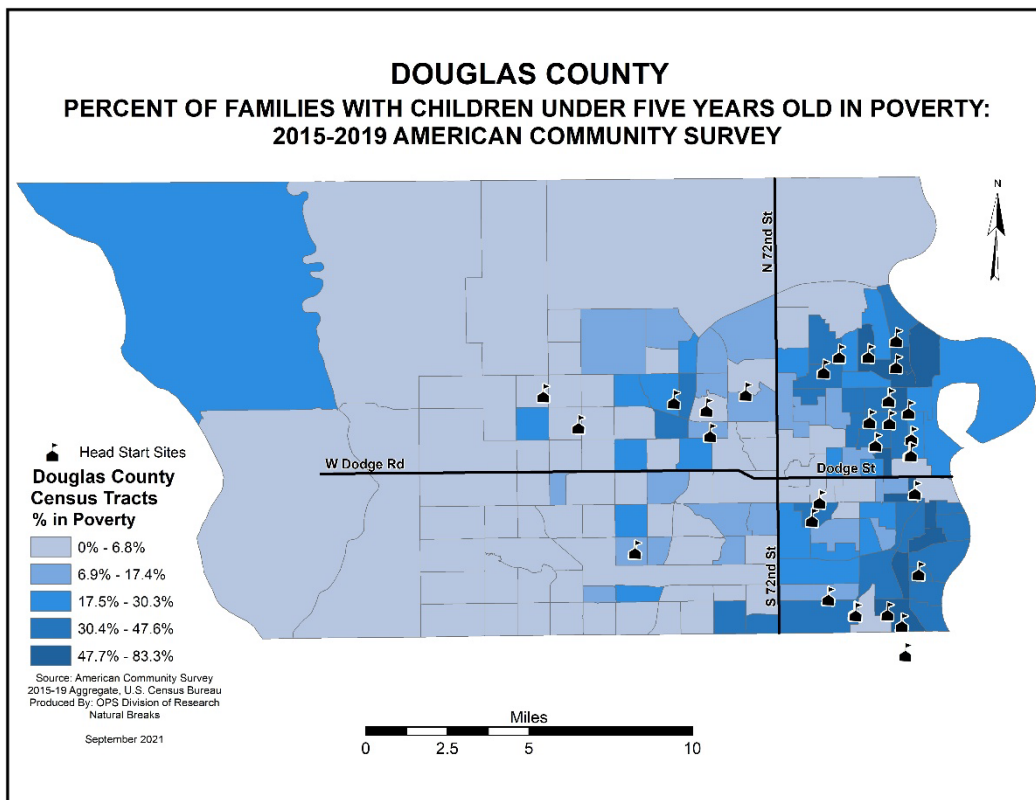 DOUGLAS COUNTY
PERCENT OF FAMILIES WITH CHILDREN UNDER FIVE YEARS OLD IN POVERTY:
2015-2019 AMERICAN COMMUNITY SURVEY
N
N 72nd St
W Dodge Rd
Dodge St
S 72nd St
Head Start Sites
Douglas County
Census Tracts
% in Poverty
0% - 6.8%
6.9% - 17.4%
17.5% - 30.3%
30.4% - 47.6%
47.7% - 83.3%
Source: American Community Survey
2015-19 Aggregate, U.S. Census Bureau
Produced By: OPS Division of Research
Natural Breaks
September 2021
Miles
0 2.5 5 10